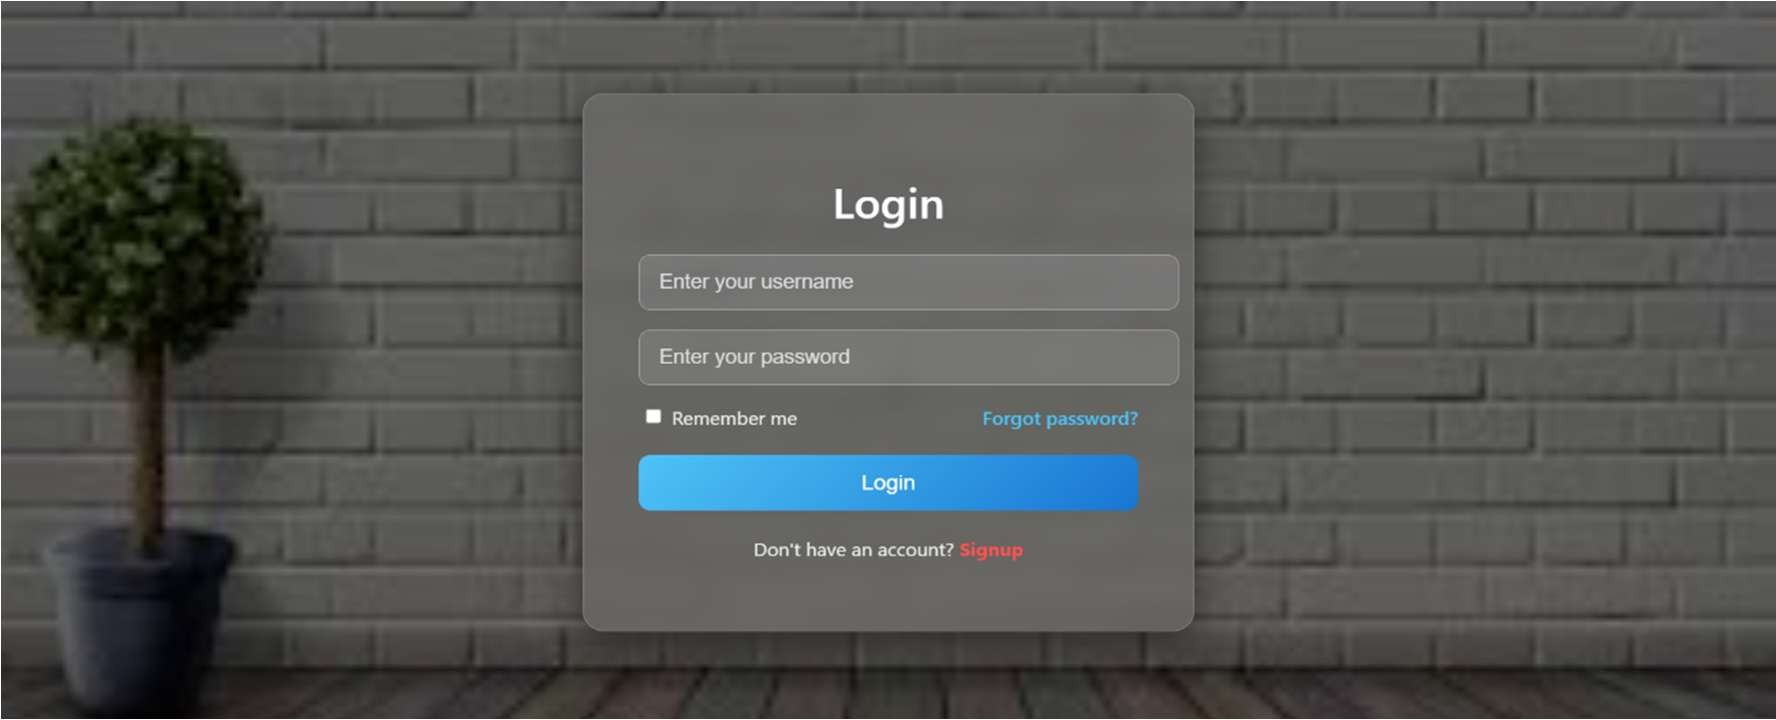 Login
Enter your username
Enter your password
Remember me Forgot password?
Login
Don't have an account? Signup